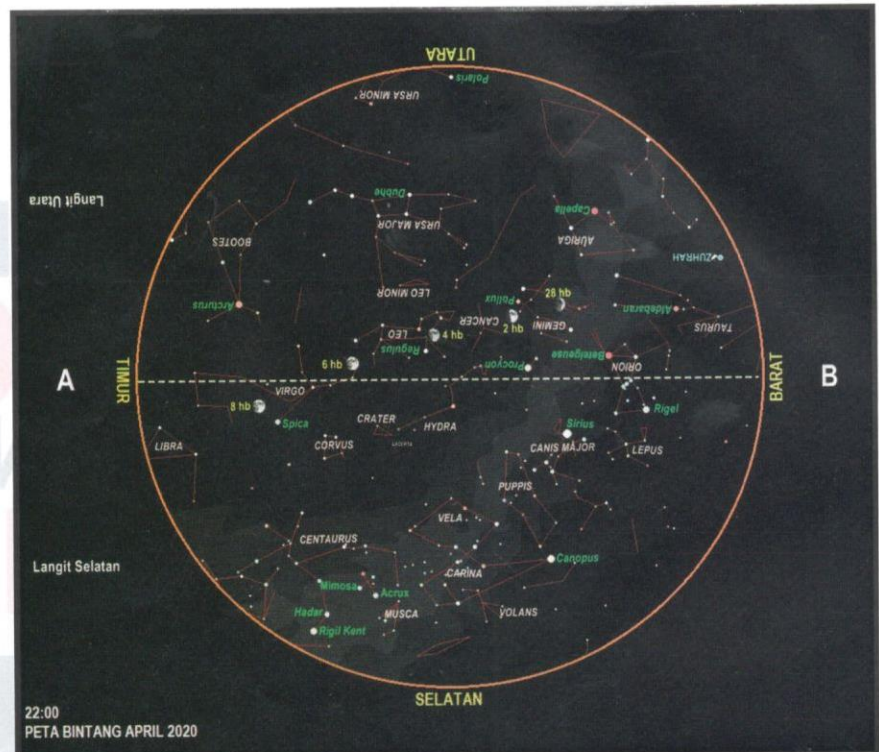 UTARA
Polaris
URSA MINOR
Langit Utara
Dubhe
URSA MAJOR
Capella
AURIGA
BOOTES
ZUHRAH
LEO MINOR
Arcturus
Pollux
28 hb
Aldebaran
TAURUS
CANCER
2 hb
GEMINI
LEO
4 hb
Regulus
Procyon
Betelgeuse
ORION
6 hb
TIMUR
BARAT
A
B
VIRGO
8 hb
Spica
CRATER
HYDRA
Rigel
Sirius
LIBRA
CORVUS
CANIS MAJOR
LEPUS
PUPPIS
VELA
CENTAURUS
Langit Selatan
Canopus
CARINA
Mimosa
Acrus
Hadar
MUSCA
VOLANS
Rigil Kent
SELATAN
22:00
PETA BINTANG APRIL 2020